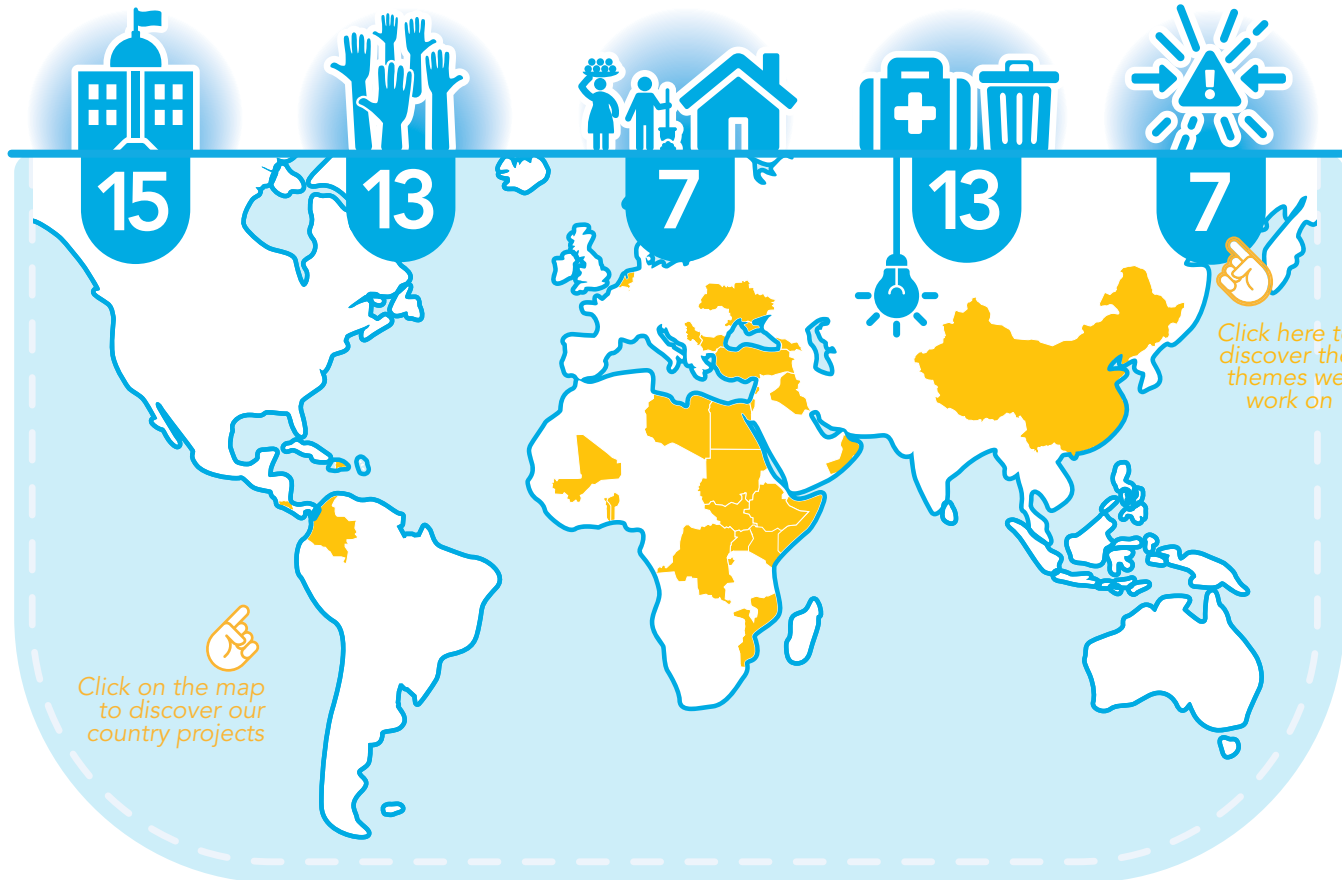 15
13
7
13
7
Click here t
discover the
themes we
work on
Click on the map
to discover our
country projects